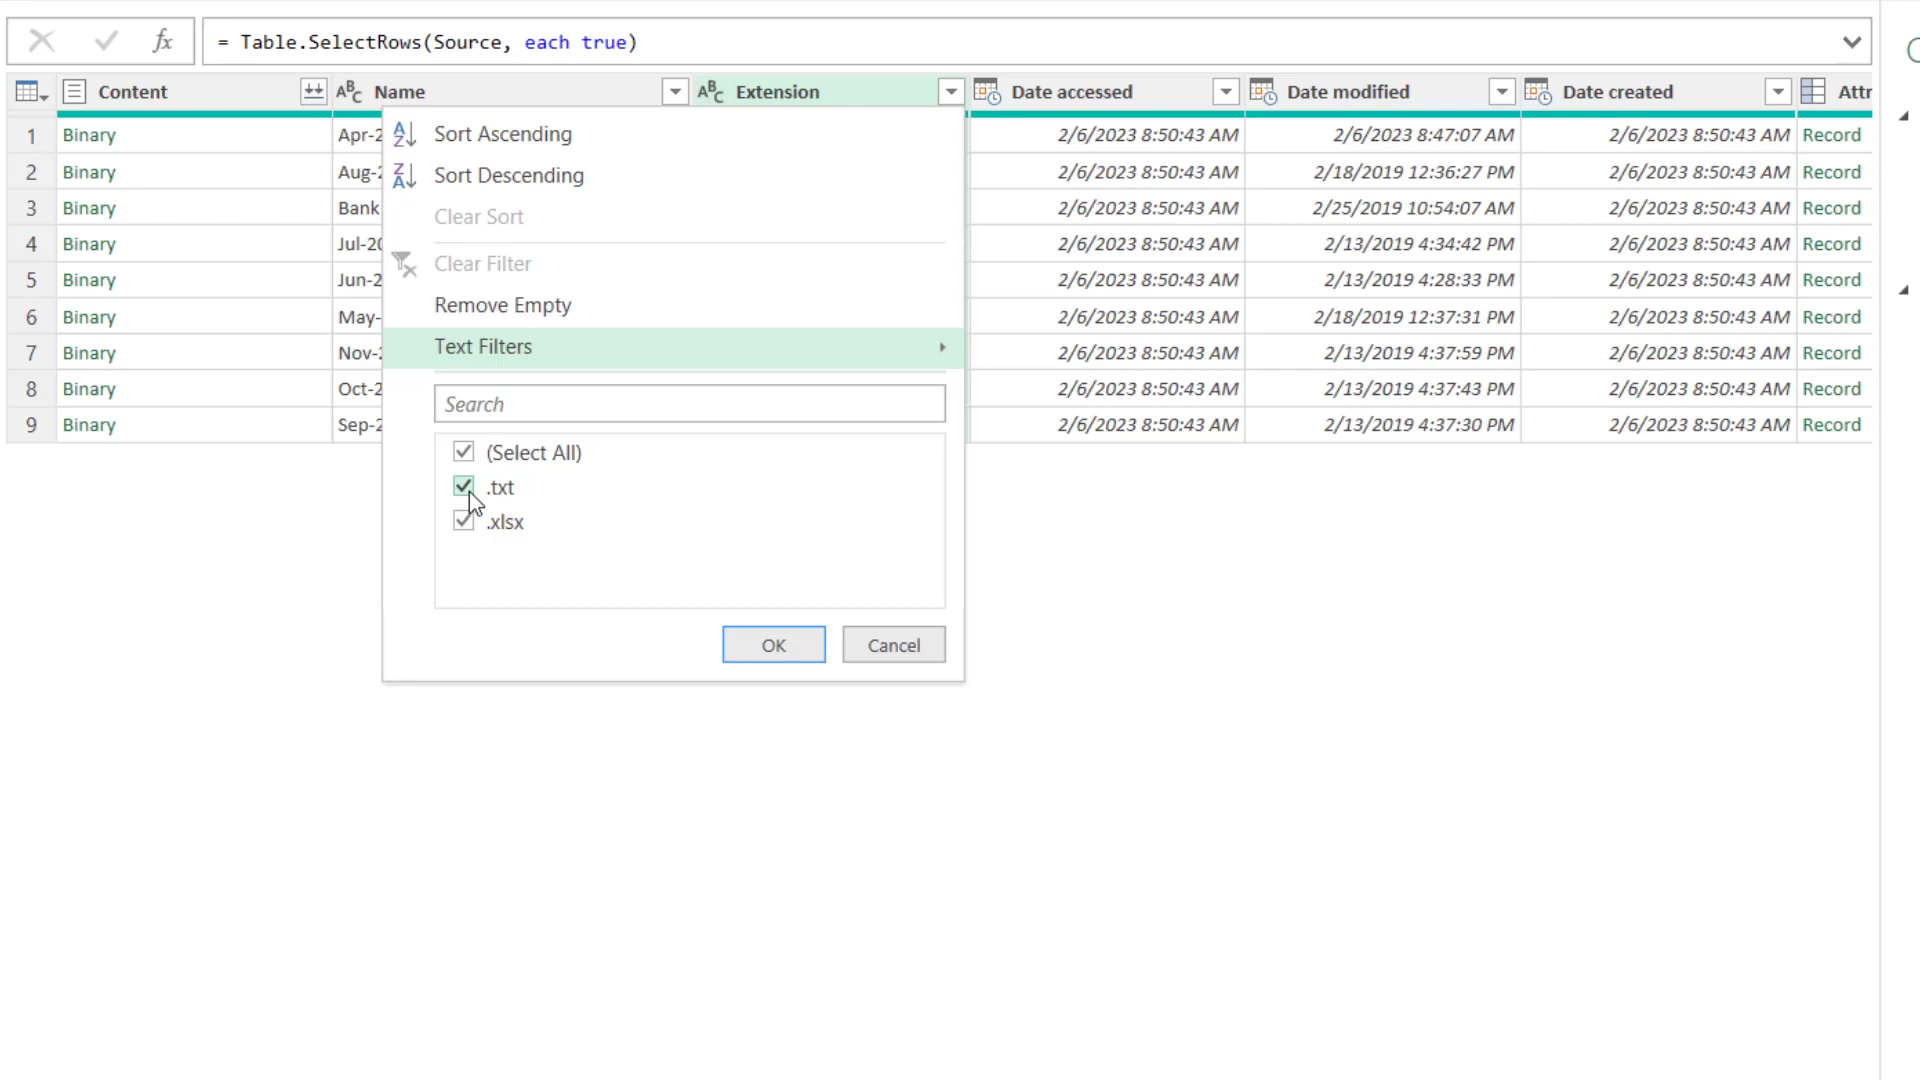 fx = Table.SelectRows(Source, each true)
Content ABC Name ABC Extension Date accessed Date modified Date created Attr
1 Binary Apr-2 2/6/2023 8:50:43 AM 2/6/2023 8:47:07 AM 2/6/2023 8:50:43 AM Record
2 Binary Aug-2 2/6/2023 8:50:43 AM 2/18/2019 12:36:27 PM 2/6/2023 8:50:43 AM Record
3 Binary Bank 2/6/2023 8:50:43 AM 2/25/2019 10:54:07 AM 2/6/2023 8:50:43 AM Record
4 Binary Jul-20 2/6/2023 8:50:43 AM 2/13/2019 4:34:42 PM 2/6/2023 8:50:43 AM Record
5 Binary Jun-2 2/6/2023 8:50:43 AM 2/13/2019 4:28:33 PM 2/6/2023 8:50:43 AM Record
6 Binary May- 2/6/2023 8:50:43 AM 2/18/2019 12:37:31 PM 2/6/2023 8:50:43 AM Record
7 Binary Nov-2 2/6/2023 8:50:43 AM 2/13/2019 4:37:59 PM 2/6/2023 8:50:43 AM Record
8 Binary Oct-2 2/6/2023 8:50:43 AM 2/13/2019 4:37:43 PM 2/6/2023 8:50:43 AM Record
9 Binary Sep-2 2/6/2023 8:50:43 AM 2/13/2019 4:37:30 PM 2/6/2023 8:50:43 AM Record
AZ Sort Ascending
ZA Sort Descending
Clear Sort
Clear Filter
Remove Empty
Text Filters
Search
(Select All)
.txt
.xlsx
OK Cancel